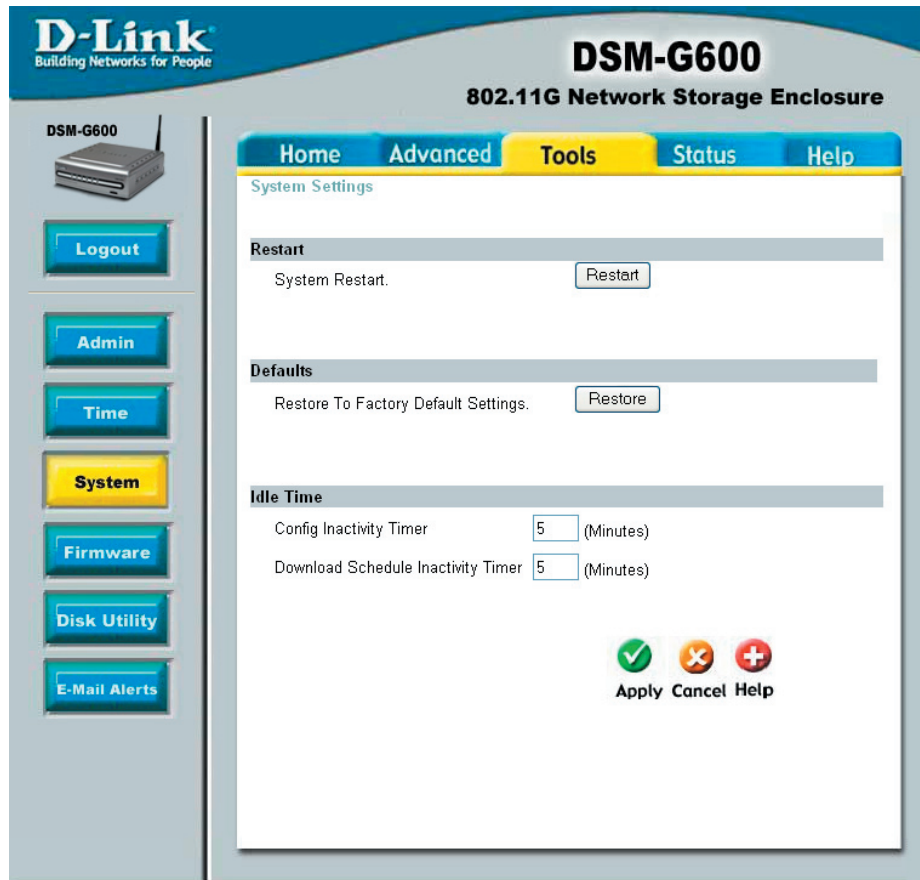 D-Link
Building Networks for People
DSM-G600
802.11G Network Storage Enclosure
DSM-G600
Home Advanced Tools Status Help
System Settings
Logout
Restart
System Restart. Restart
Admin
Defaults
Restore To Factory Default Settings. Restore
Time
System
Idle Time
Config Inactivity Timer 5 (Minutes)
Firmware
Download Schedule Inactivity Timer 5 (Minutes)
Disk Utility
E-Mail Alerts
Apply Cancel Help